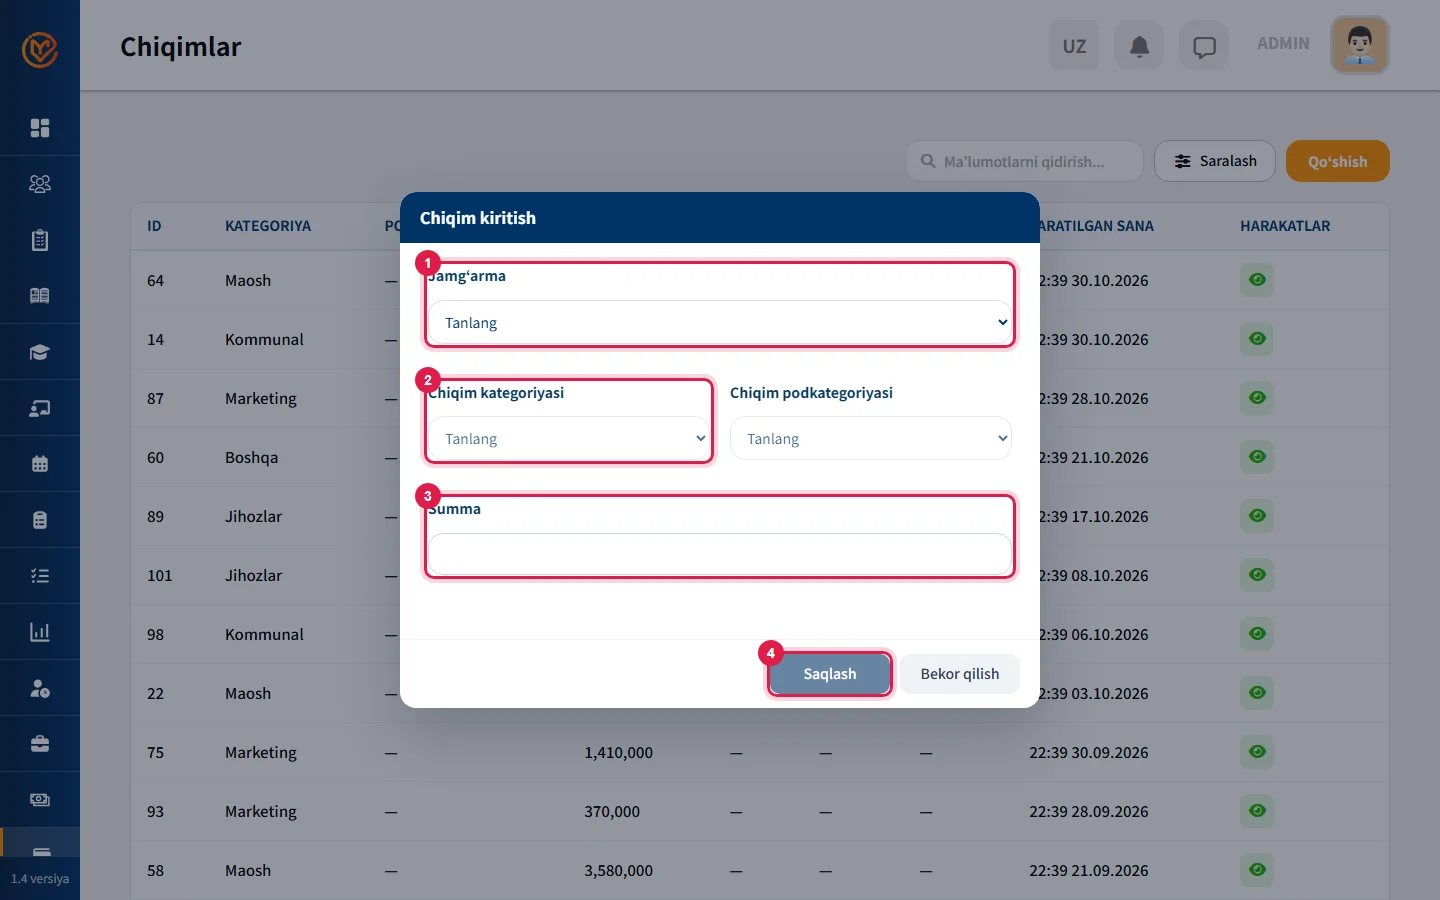 Chiqimlar
UZ
ADMIN
Ma'lumotlarni qidirish...
Saralash
Qo‘shish
ID KATEGORIYA
ARATILGAN SANA HARAKATLAR
Chiqim kiritish
1
Jamg‘arma
Tanlang
2
Chiqim kategoriyasi Chiqim podkategoriyasi
Tanlang Tanlang
3
Summa
4
Saqlash Bekor qilish
64 Maosh — 2:39 30.10.2026
14 Kommunal — 2:39 30.10.2026
87 Marketing — 2:39 28.10.2026
60 Boshqa — 2:39 21.10.2026
89 Jihozlar — 2:39 17.10.2026
101 Jihozlar — 2:39 08.10.2026
98 Kommunal — 2:39 06.10.2026
22 Maosh — 2:39 03.10.2026
75 Marketing — 1,410,000 — — — 22:39 30.09.2026
93 Marketing — 370,000 — — — 22:39 28.09.2026
58 Maosh — 3,580,000 — — — 22:39 21.09.2026
1.4 versiya